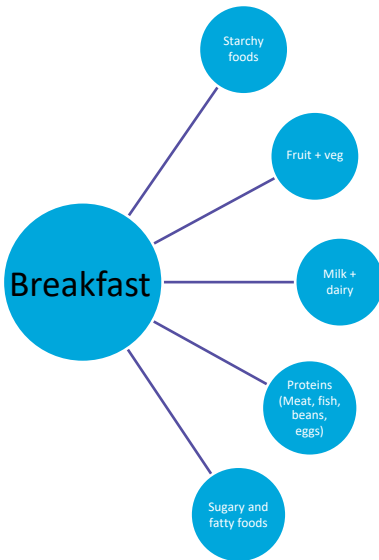 Starchy
foods
Fruit + veg
Breakfast
Milk +
dairy
Proteins
(Meat, fish,
beans,
eggs)
Sugary and
fatty foods